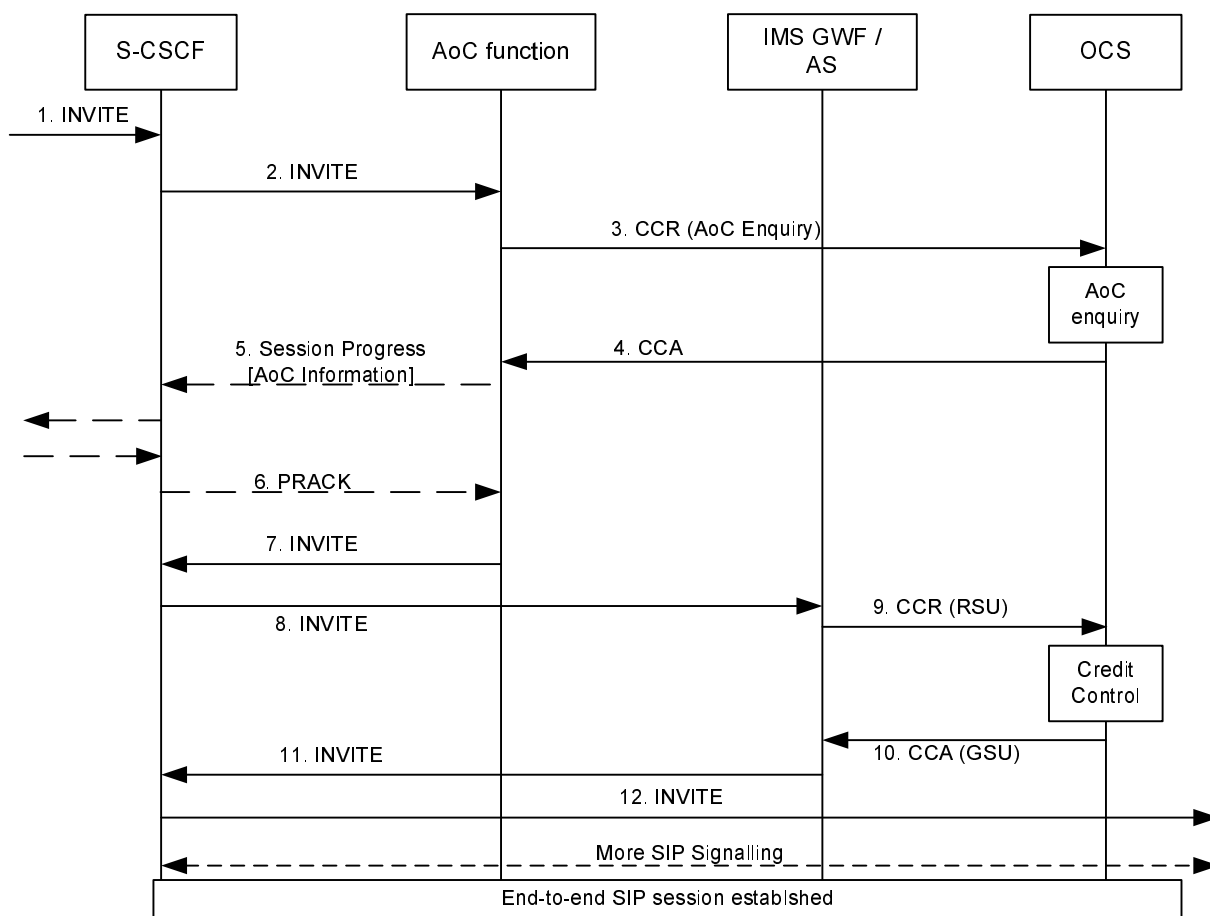 S-CSCF
AoC function
IMS GWF /
AS
OCS
1. INVITE
2. INVITE
3. CCR (AoC Enquiry)
AoC
enquiry
4. CCA
5. Session Progress
[AoC Information]
6. PRACK
7. INVITE
8. INVITE
9. CCR (RSU)
Credit
Control
10. CCA (GSU)
11. INVITE
12. INVITE
More SIP Signalling
End-to-end SIP session establshed